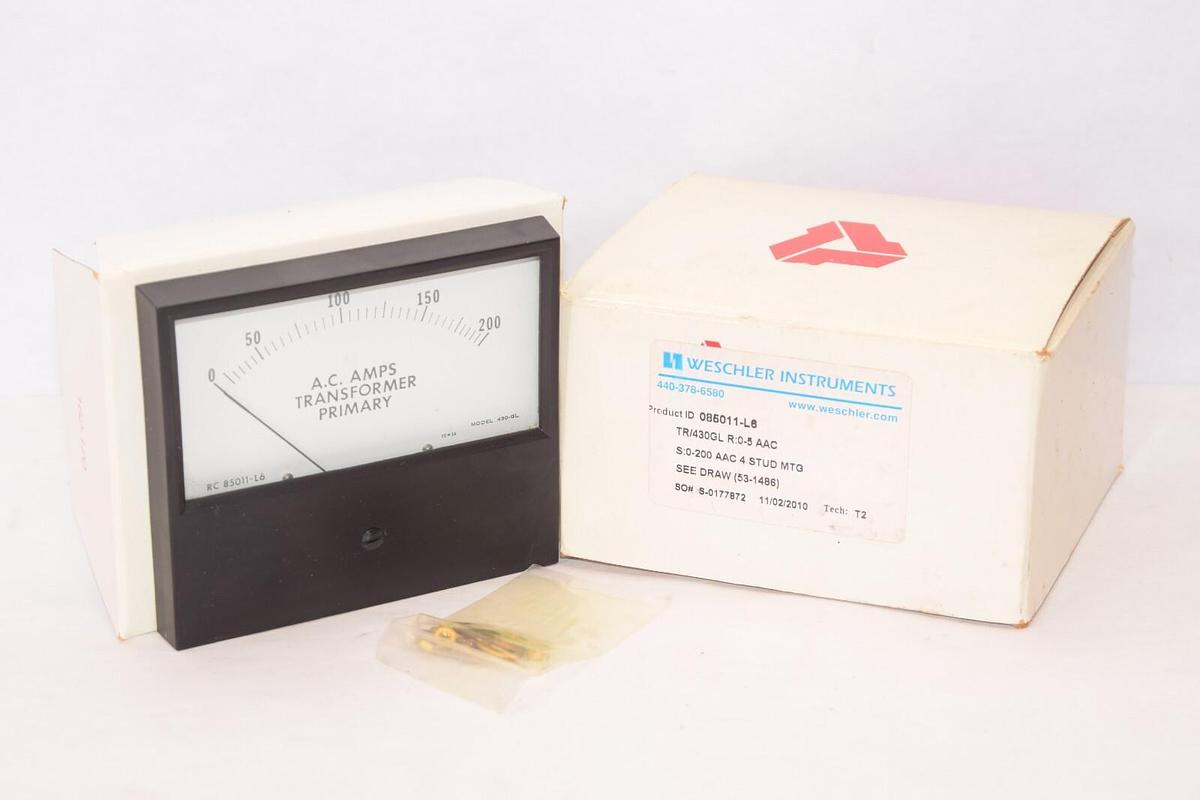 0
50
100
150
200
A.C. AMPS
TRANSFORMER
PRIMARY
MODEL 430-GL
RC 85011-L6
WESCHLER INSTRUMENTS
440-378-6580
www.weschler.com
Product ID 085011-L6
TR/430GL R:0-5 AAC
S:0-200 AAC 4 STUD MTG
SEE DRAW (53-1486)
SO# S-0177872 11/02/2010 Tech: T2